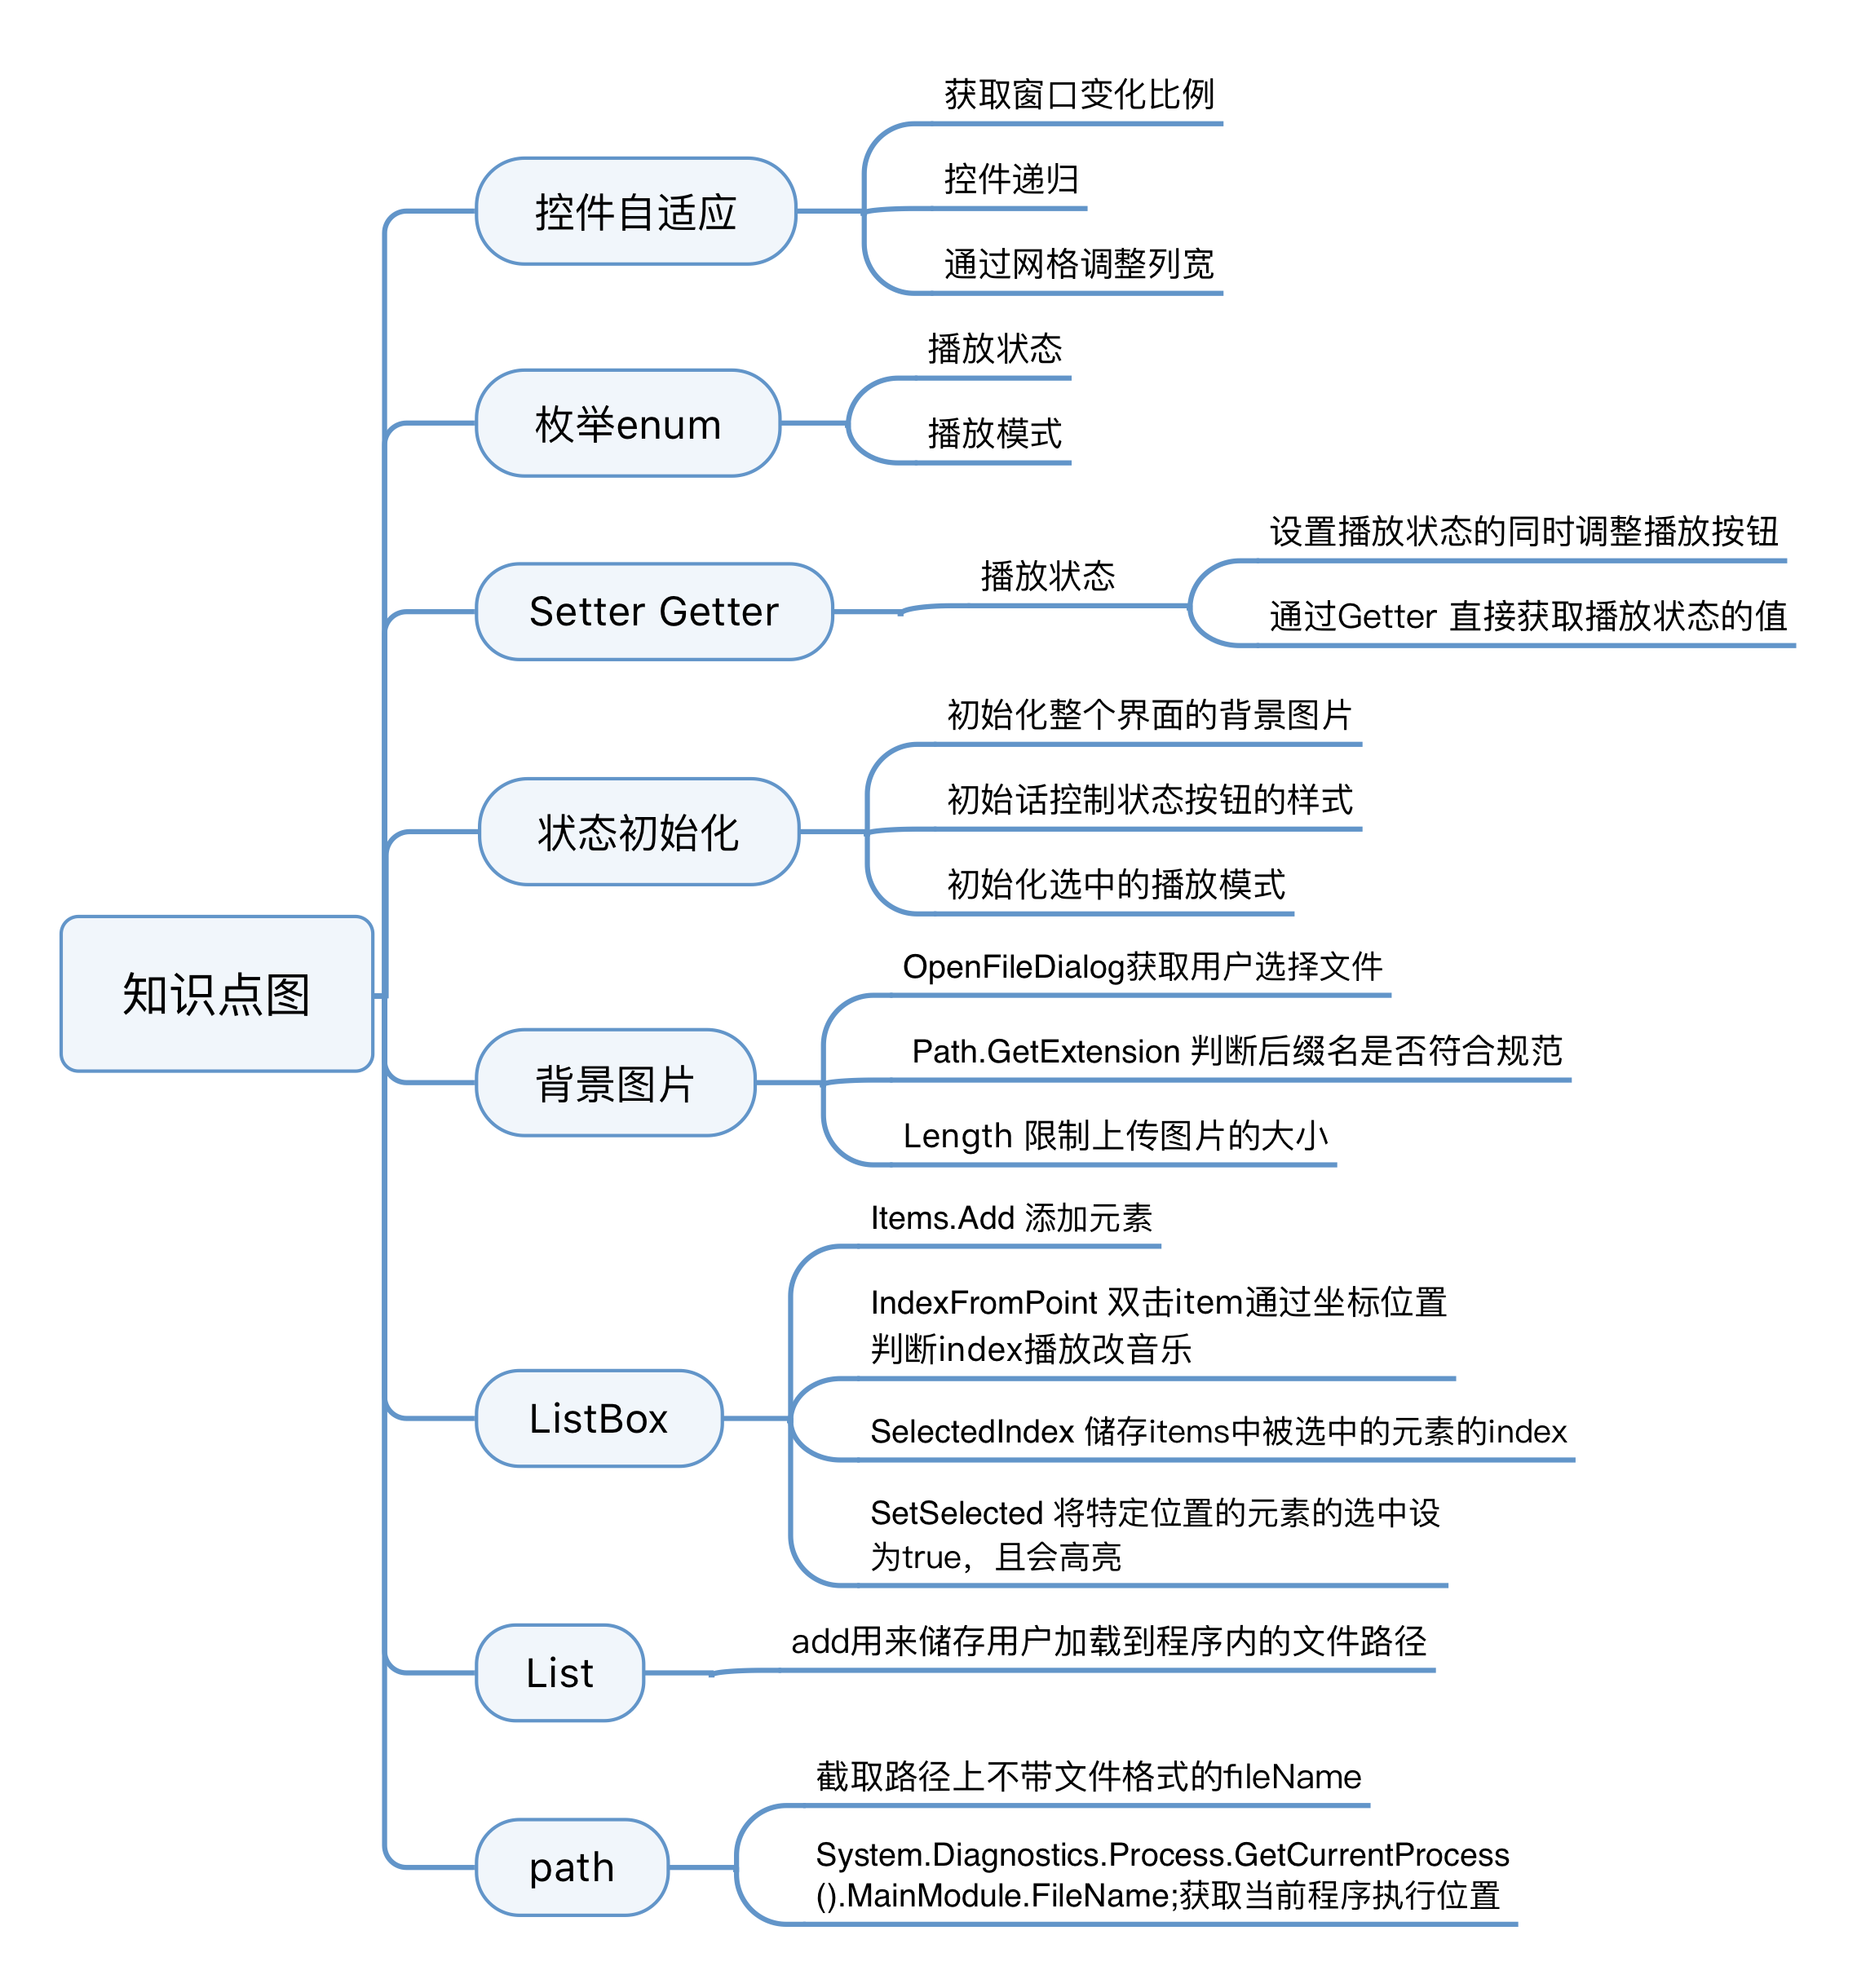 知识点图
控件自适应
获取窗口变化比例
控件递归
通过网格调整列宽
枚举enum
播放状态
播放模式
Setter Getter
播放状态
设置播放状态的同时调整播放按钮
通过Getter 直接获取播放状态的值
状态初始化
初始化整个界面的背景图片
初始话控制状态按钮的样式
初始化选中的播放模式
背景图片
OpenFileDialog获取用户选择文件
Path.GetExtension 判断后缀名是否符合规范
Length 限制上传图片的大小
ListBox
Items.Add 添加元素
IndexFromPoint 双击item通过坐标位置
判断index播放改音乐
SelectedIndex 储存items中被选中的元素的index
SetSelected 将特定位置的元素的选中设
为true，且会高亮
List
add用来储存用户加载到程序内的文件路径
path
截取路径上不带文件格式的fileName
System.Diagnostics.Process.GetCurrentProcess
().MainModule.FileName;获取当前程序执行位置